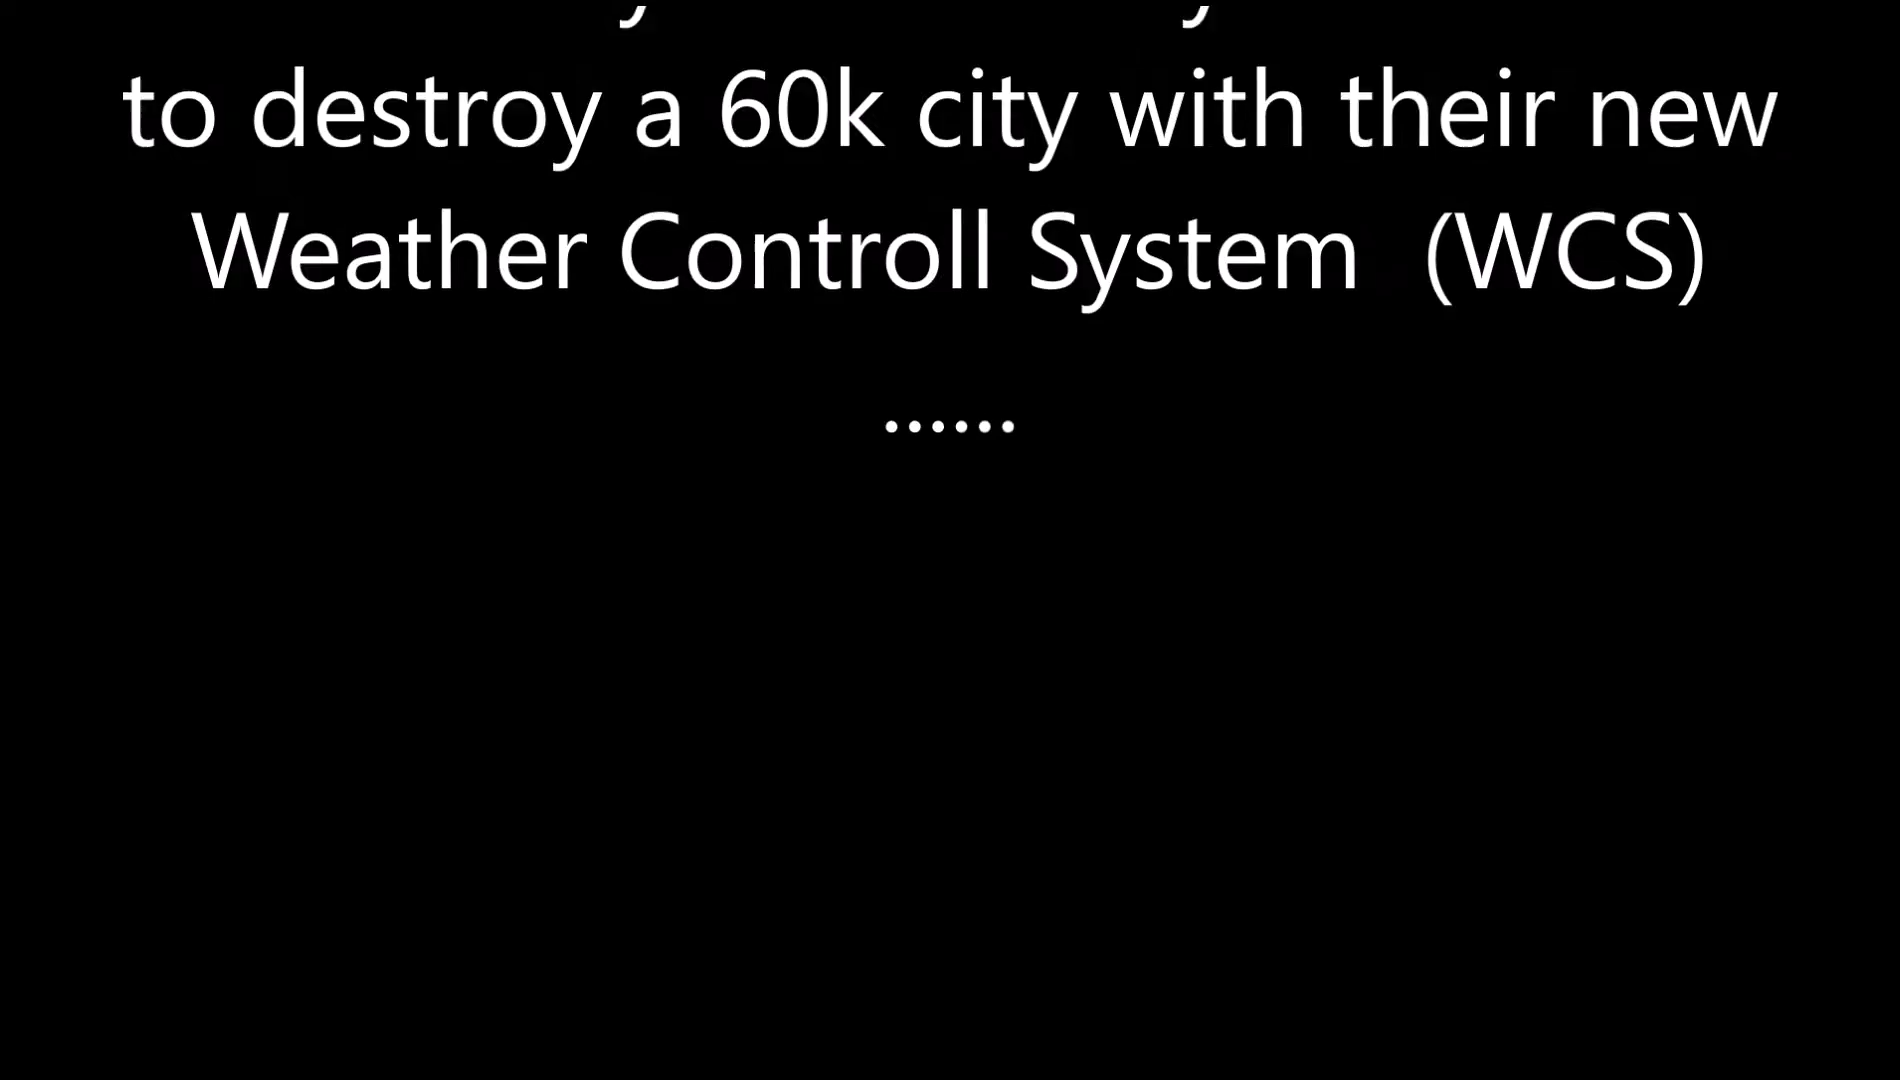 to destroy a 60k city with their new
Weather Controll System  (WCS)
......